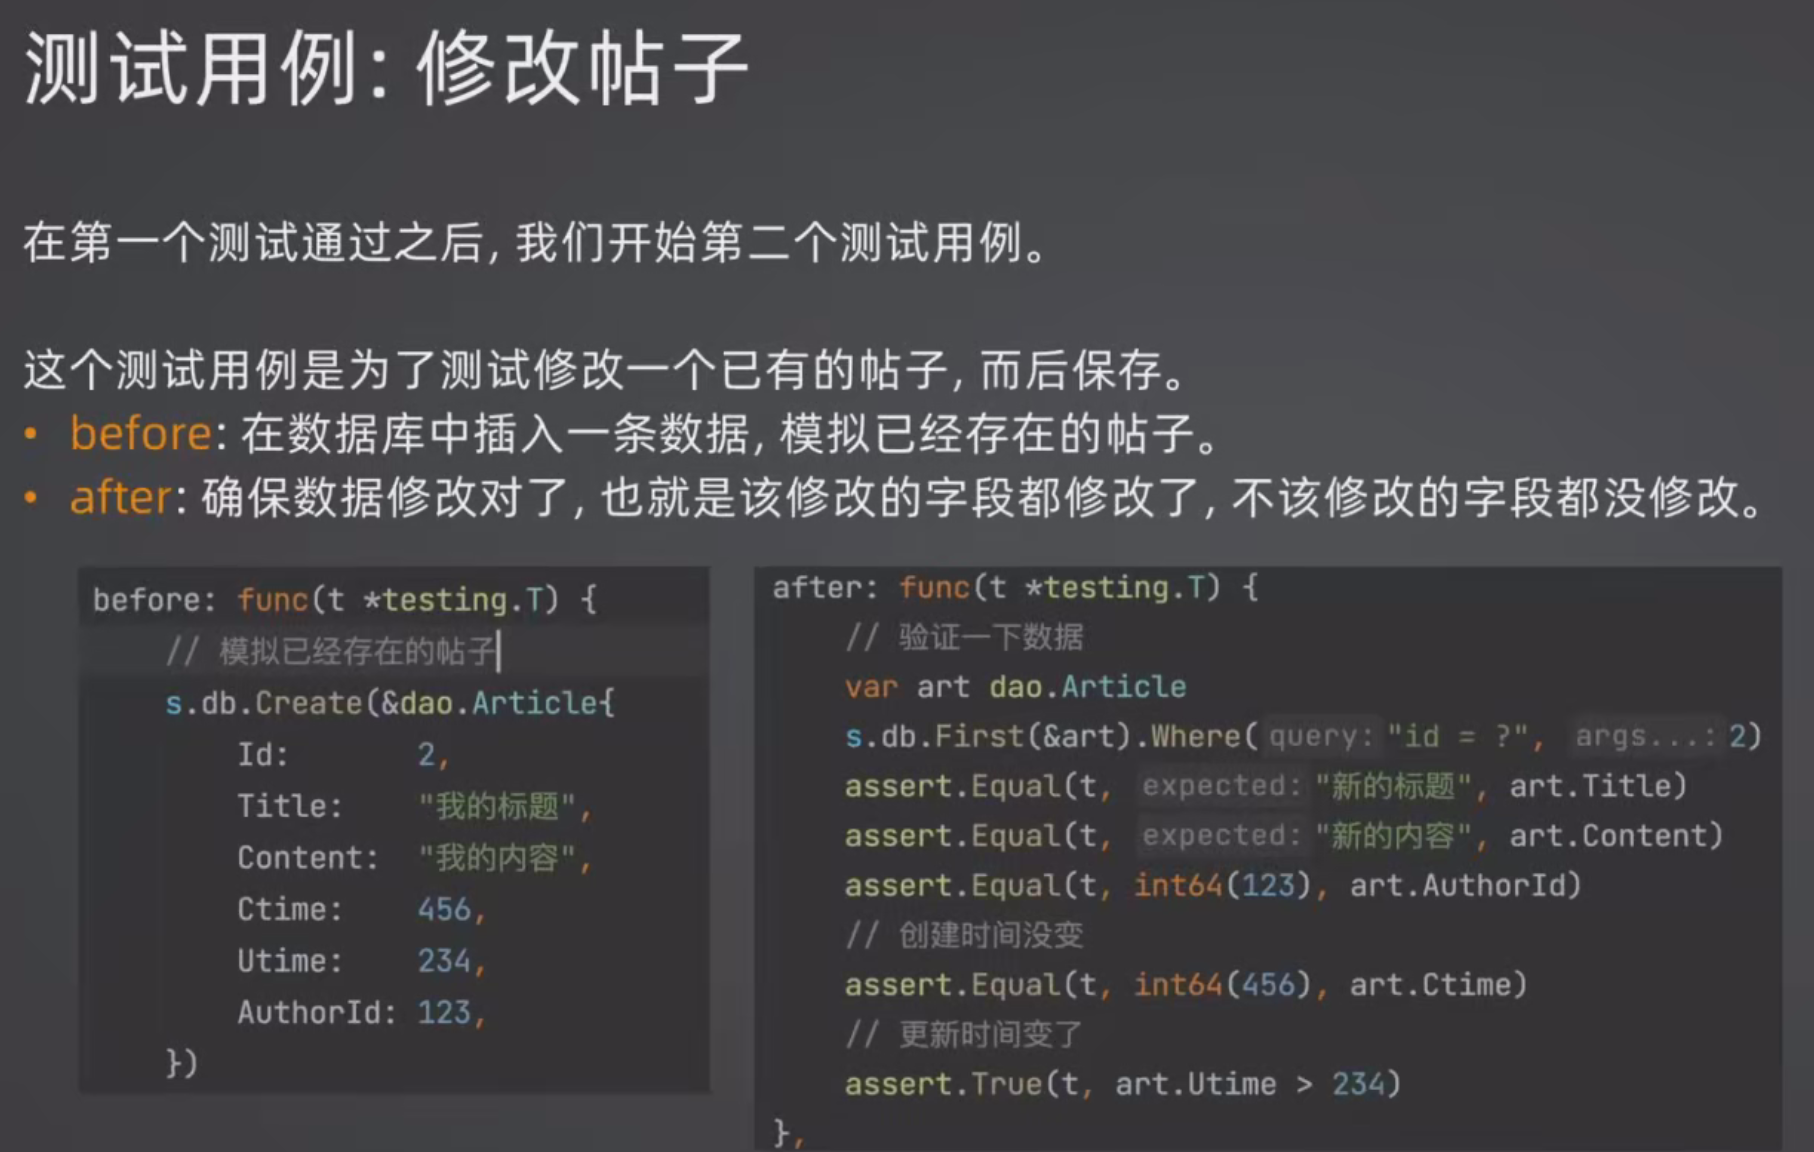 测试用例: 修改帖子
在第一个测试通过之后, 我们开始第二个测试用例。
这个测试用例是为了测试修改一个已有的帖子, 而后保存。
• before: 在数据库中插入一条数据, 模拟已经存在的帖子。
• after: 确保数据修改对了, 也就是该修改的字段都修改了, 不该修改的字段都没修改。
before: func(t *testing.T) {
// 模拟已经存在的帖子
s.db.Create(&dao.Article{
Id: 2,
Title: "我的标题",
Content: "我的内容",
Ctime: 456,
Utime: 234,
AuthorId: 123,
})
after: func(t *testing.T) {
// 验证一下数据
var art dao.Article
s.db.First(&art).Where( query: "id = ?", args...: 2)
assert.Equal(t, expected: "新的标题", art.Title)
assert.Equal(t, expected: "新的内容", art.Content)
assert.Equal(t, int64(123), art.AuthorId)
// 创建时间没变
assert.Equal(t, int64(456), art.Ctime)
// 更新时间变了
assert.True(t, art.Utime > 234)
},